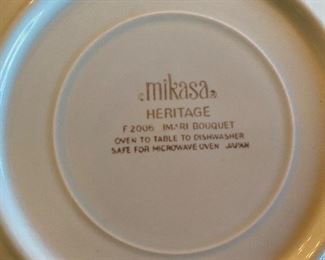 mikasa
HERITAGE
F 2006 IMARI BOUQUET
OVEN TO TABLE TO DISHWASHER
SAFE FOR MICROWAVE OVEN JAPAN